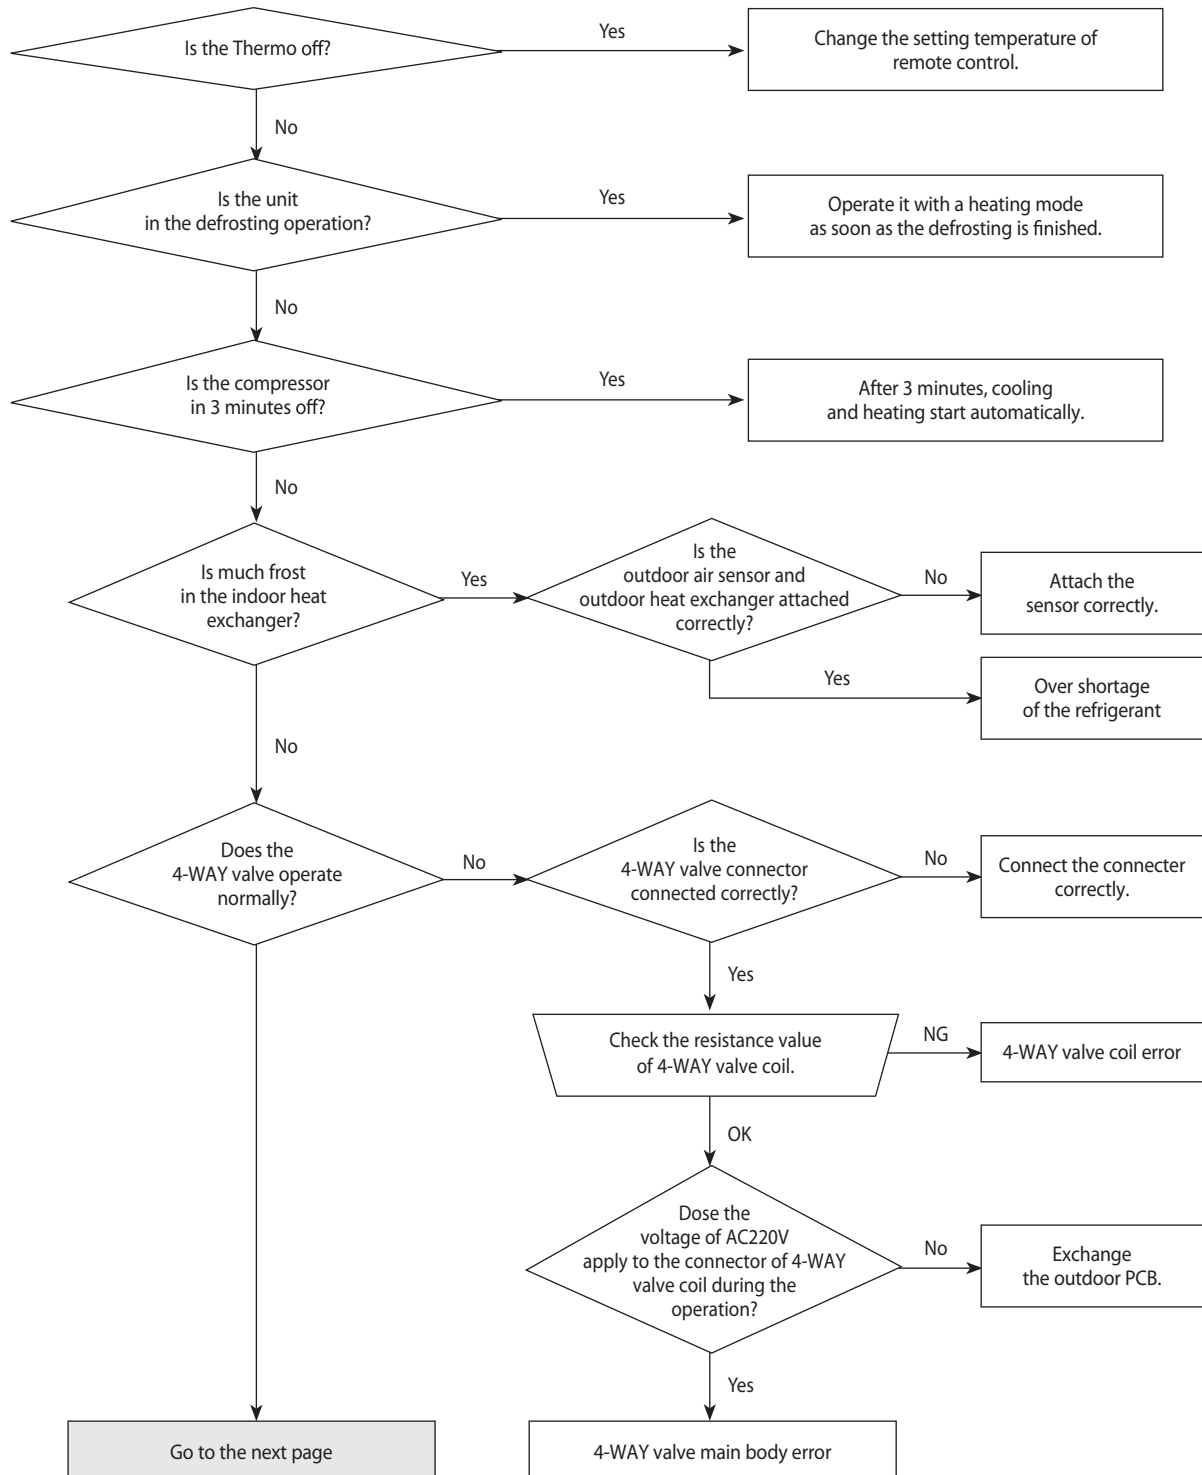 Is the Thermo off?
Yes
Change the setting temperature of
remote control.
No
Is the unit
in the defrosting operation?
Yes
Operate it with a heating mode
as soon as the defrosting is finished.
No
Is the compressor
in 3 minutes off?
Yes
After 3 minutes, cooling
and heating start automatically.
No
Is much frost
in the indoor heat
exchanger?
Yes
Is the
outdoor air sensor and
outdoor heat exchanger attached
correctly?
No
Attach the
sensor correctly.
Yes
Over shortage
of the refrigerant
No
Does the
4-WAY valve operate
normally?
No
Is the
4-WAY valve connector
connected correctly?
No
Connect the connecter
correctly.
Yes
Check the resistance value
of 4-WAY valve coil.
NG
4-WAY valve coil error
OK
Dose the
voltage of AC220V
apply to the connector of 4-WAY
valve coil during the
operation?
No
Exchange
the outdoor PCB.
Yes
Go to the next page
4-WAY valve main body error